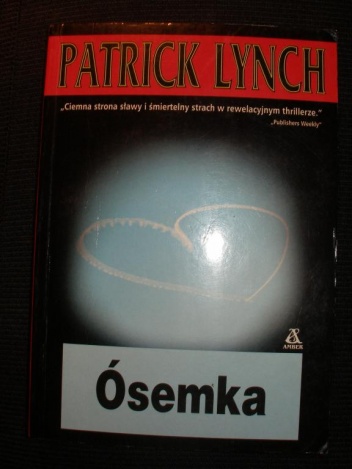 PATRICK LYNCH
„Ciemna strona sławy i śmiertelny strach w rewelacyjnym thrillerze.”
„Publishers Weekly”
AMBER
Ósemka